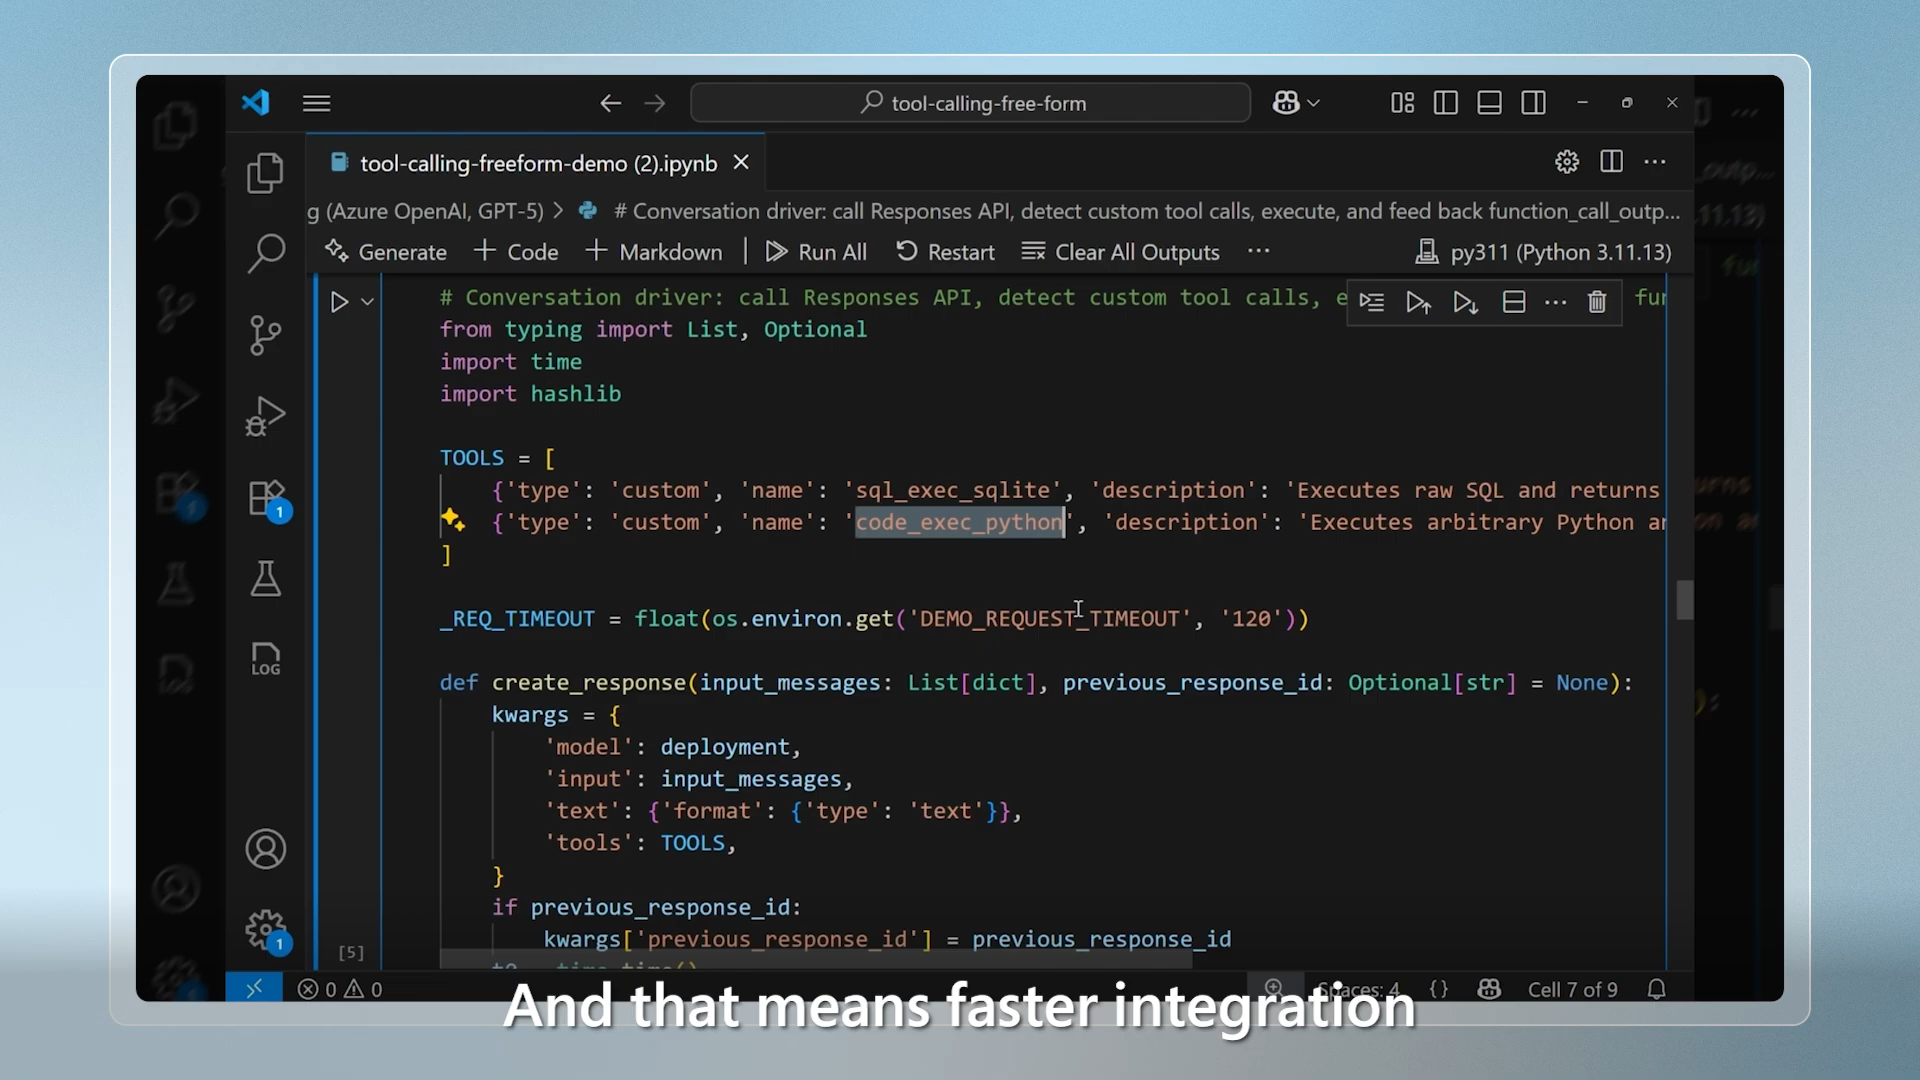 tool-calling-free-form
tool-calling-freeform-demo (2).ipynb
g (Azure OpenAI, GPT-5) > # Conversation driver: call Responses API, detect custom tool calls, execute, and feed back function_call_outp...
Generate + Code + Markdown | Run All Restart Clear All Outputs ... py311 (Python 3.11.13)
# Conversation driver: call Responses API, detect custom tool calls, e
from typing import List, Optional
import time
import hashlib
TOOLS = [
{'type': 'custom', 'name': 'sql_exec_sqlite', 'description': 'Executes raw SQL and returns
{'type': 'custom', 'name': 'code_exec_python', 'description': 'Executes arbitrary Python a
]
_REQ_TIMEOUT = float(os.environ.get('DEMO_REQUEST_TIMEOUT', '120'))
def create_response(input_messages: List[dict], previous_response_id: Optional[str] = None):
kwargs = {
'model': deployment,
'input': input_messages,
'text': {'format': {'type': 'text'}},
'tools': TOOLS,
}
if previous_response_id:
kwargs['previous_response_id'] = previous_response_id
[5]
LOG
1
1
0 0
Spaces: 4 {} Cell 7 of 9
And that means faster integration